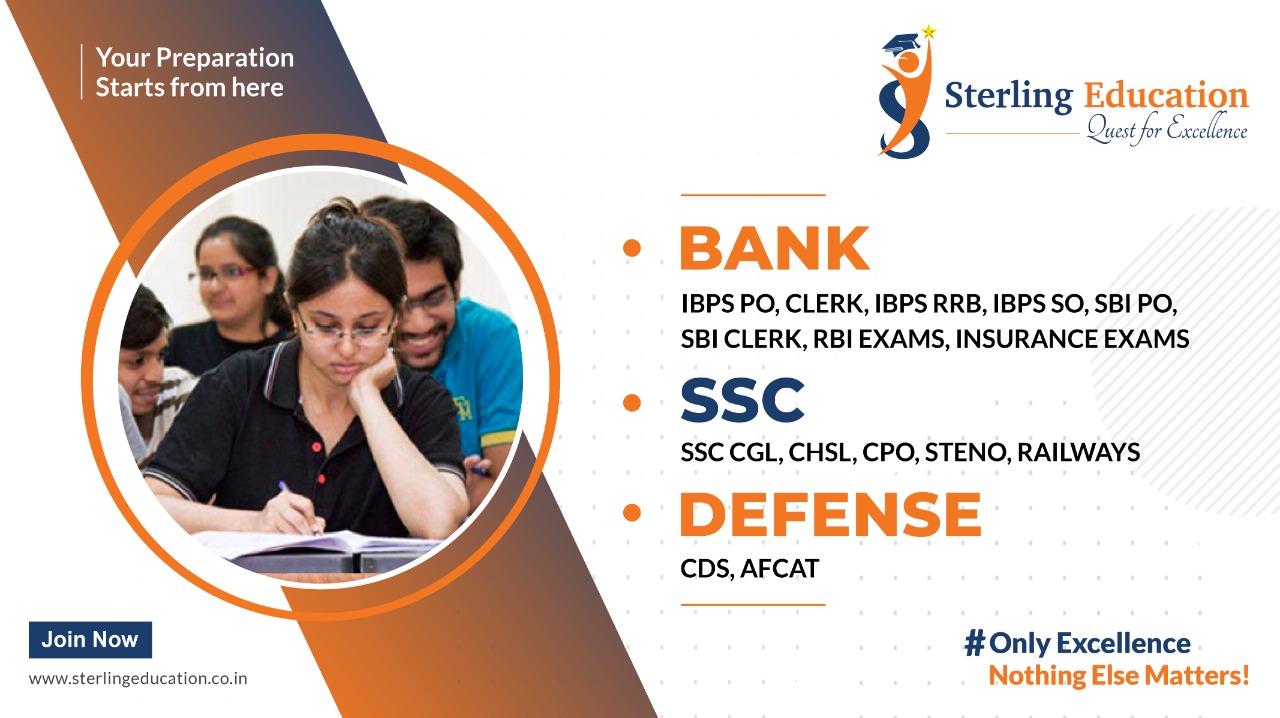 Your Preparation
Starts from here
Sterling Education
Quest for Excellence
• BANK
IBPS PO, CLERK, IBPS RRB, IBPS SO, SBI PO,
SBI CLERK, RBI EXAMS, INSURANCE EXAMS
• SSC
SSC CGL, CHSL, CPO, STENO, RAILWAYS
• DEFENSE
CDS, AFCAT
Join Now
www.sterlingeducation.co.in
#Only Excellence
Nothing Else Matters!